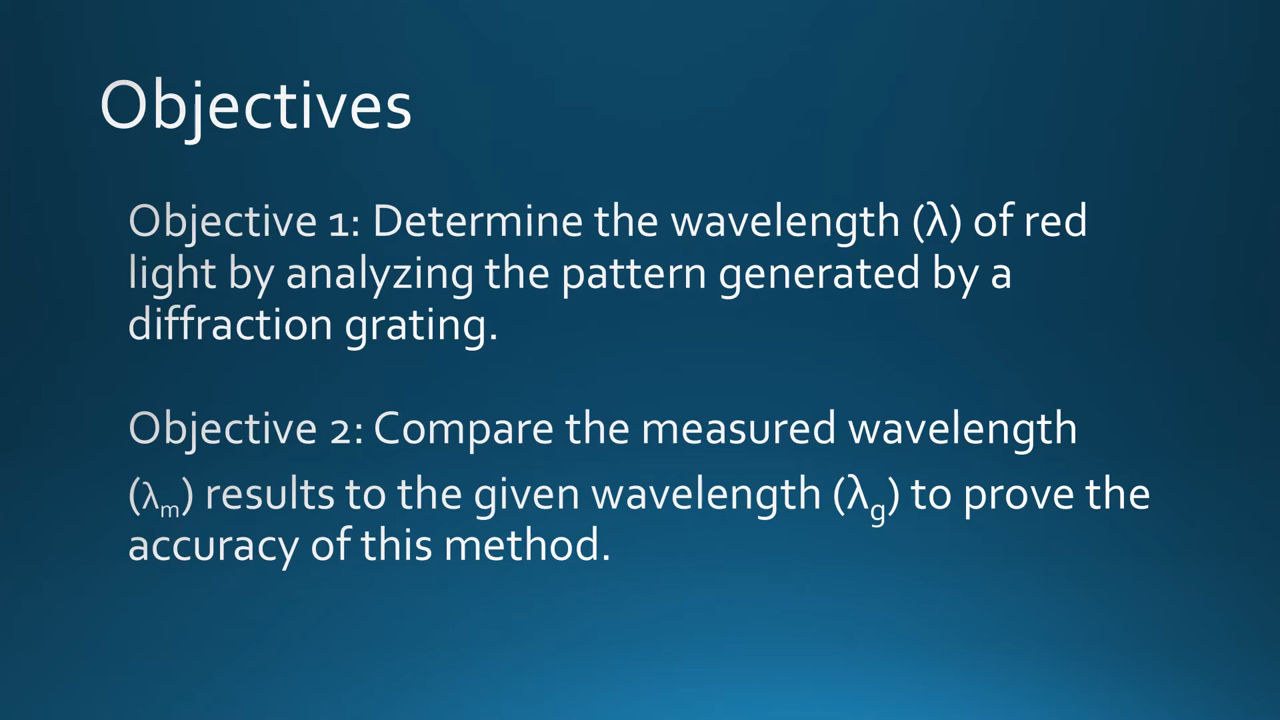 Objectives
Objective 1: Determine the wavelength (λ) of red
light by analyzing the pattern generated by a
diffraction grating.
Objective 2: Compare the measured wavelength
(λₘ) results to the given wavelength (λg) to prove the
accuracy of this method.